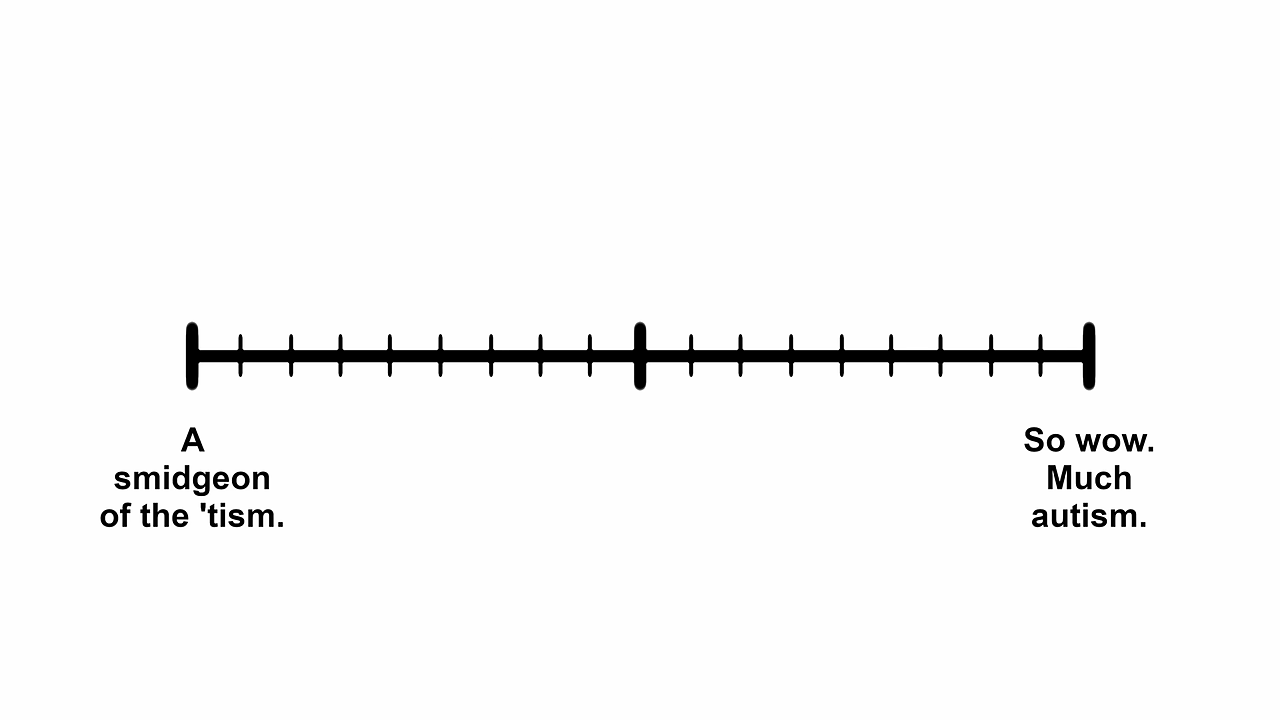 A
smidgeon
of the 'tism.
So wow.
Much
autism.